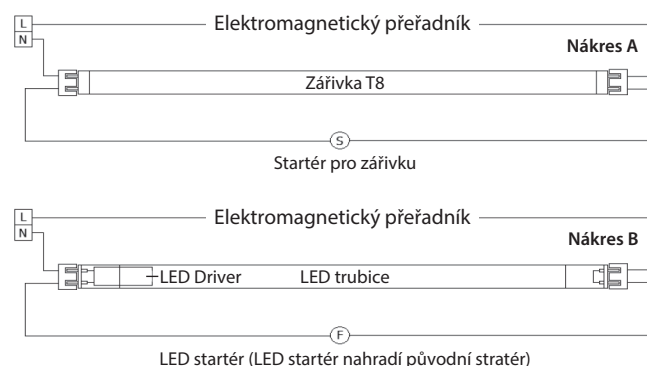 L
Elektromagnetický přeřadník
N
Nákres A
Zářivka T8
S
Startér pro zářivku
L
Elektromagnetický přeřadník
N
Nákres B
LED Driver
LED trubice
F
LED startér (LED startér nahradí původní stratér)